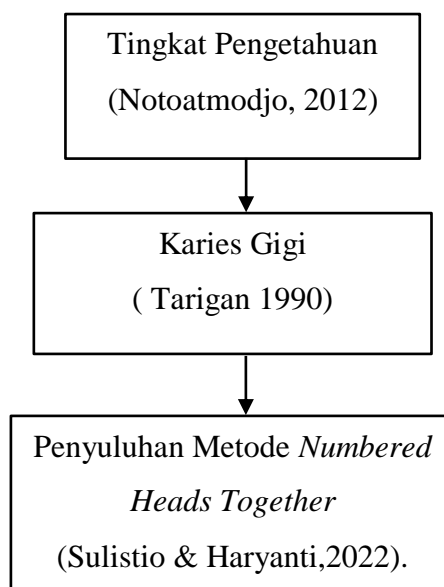 Tingkat Pengetahuan
(Notoatmodjo, 2012)
Karies Gigi
( Tarigan 1990)
Penyuluhan Metode Numbered
Heads Together
(Sulistio & Haryanti,2022).